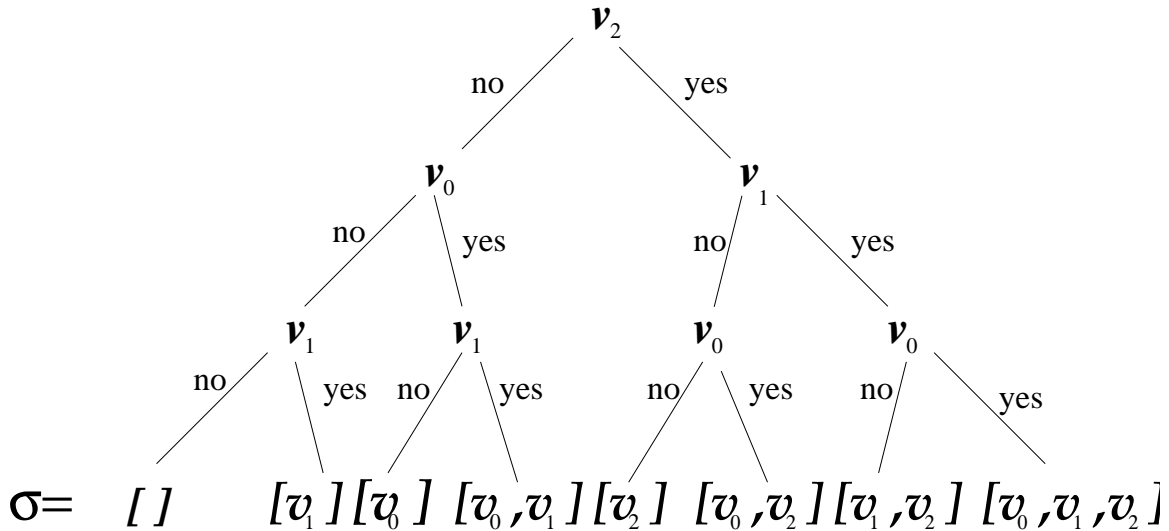 v₂
no yes
v₀ v₁
no yes no yes
v₁ v₁ v₀ v₀
no yes no yes no yes no yes
σ= [ ] [v₁] [v₀] [v₀,v₁] [v₂] [v₀,v₂] [v₁,v₂] [v₀,v₁,v₂]